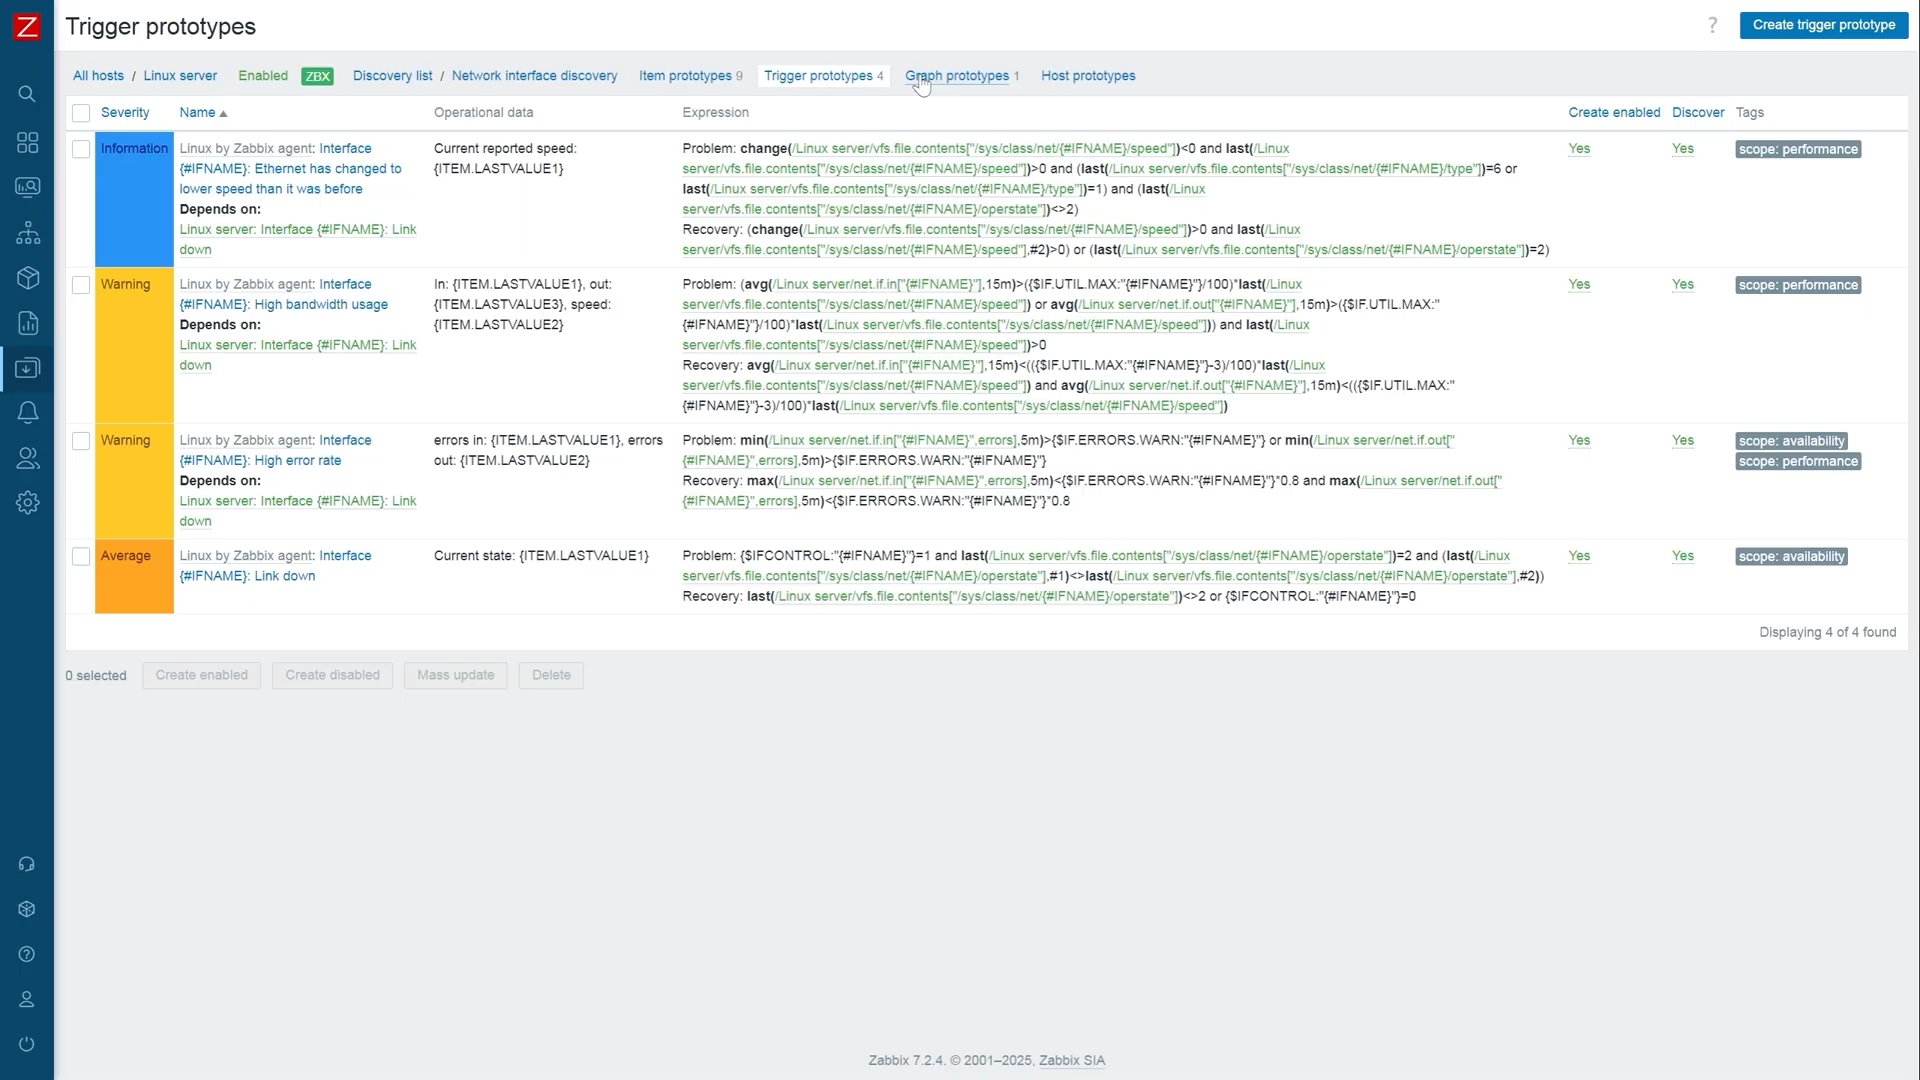 Z
Trigger prototypes
?
Create trigger prototype
All hosts / Linux server Enabled ZBX Discovery list / Network interface discovery Item prototypes 9 Trigger prototypes 4 Graph prototypes 1 Host prototypes
Severity Name ▲ Operational data Expression Create enabled Discover Tags
Information
Linux by Zabbix agent: Interface
{#IFNAME}: Ethernet has changed to
lower speed than it was before
Depends on:
Linux server: Interface {#IFNAME}: Link
down
Current reported speed:
{ITEM.LASTVALUE1}
Problem: change(/Linux server/vfs.file.contents["/sys/class/net/{#IFNAME}/speed"])<0 and last(/Linux
server/vfs.file.contents["/sys/class/net/{#IFNAME}/speed"])>0 and (last(/Linux server/vfs.file.contents["/sys/class/net/{#IFNAME}/type"])=6 or
last(/Linux server/vfs.file.contents["/sys/class/net/{#IFNAME}/type"])=1) and (last(/Linux
server/vfs.file.contents["/sys/class/net/{#IFNAME}/operstate"])<>2)
Recovery: (change(/Linux server/vfs.file.contents["/sys/class/net/{#IFNAME}/speed"])>0 and last(/Linux
server/vfs.file.contents["/sys/class/net/{#IFNAME}/speed"],#2)>0) or (last(/Linux server/vfs.file.contents["/sys/class/net/{#IFNAME}/operstate"])=2)
Yes
Yes
scope: performance
Warning
Linux by Zabbix agent: Interface
{#IFNAME}: High bandwidth usage
Depends on:
Linux server: Interface {#IFNAME}: Link
down
In: {ITEM.LASTVALUE1}, out:
{ITEM.LASTVALUE3}, speed:
{ITEM.LASTVALUE2}
Problem: (avg(/Linux server/net.if.in["{#IFNAME}"],15m)>({$IF.UTIL.MAX:"{#IFNAME}"}/100)*last(/Linux
server/vfs.file.contents["/sys/class/net/{#IFNAME}/speed"]) or avg(/Linux server/net.if.out["{#IFNAME}"],15m)>({$IF.UTIL.MAX:"
{#IFNAME}"}/100)*last(/Linux server/vfs.file.contents["/sys/class/net/{#IFNAME}/speed"])) and last(/Linux
server/vfs.file.contents["/sys/class/net/{#IFNAME}/speed"])>0
Recovery: avg(/Linux server/net.if.in["{#IFNAME}"],15m)<(({$IF.UTIL.MAX:"{#IFNAME}"}-3)/100)*last(/Linux
server/vfs.file.contents["/sys/class/net/{#IFNAME}/speed"]) and avg(/Linux server/net.if.out["{#IFNAME}"],15m)<(({$IF.UTIL.MAX:"
{#IFNAME}"}-3)/100)*last(/Linux server/vfs.file.contents["/sys/class/net/{#IFNAME}/speed"])
Yes
Yes
scope: performance
Warning
Linux by Zabbix agent: Interface
{#IFNAME}: High error rate
Depends on:
Linux server: Interface {#IFNAME}: Link
down
errors in: {ITEM.LASTVALUE1}, errors
out: {ITEM.LASTVALUE2}
Problem: min(/Linux server/net.if.in["{#IFNAME}",errors],5m)>{$IF.ERRORS.WARN:"{#IFNAME}"} or min(/Linux server/net.if.out["
{#IFNAME}",errors],5m)>{$IF.ERRORS.WARN:"{#IFNAME}"}
Recovery: max(/Linux server/net.if.in["{#IFNAME}",errors],5m)<{$IF.ERRORS.WARN:"{#IFNAME}"}*0.8 and max(/Linux server/net.if.out["
{#IFNAME}",errors],5m)<{$IF.ERRORS.WARN:"{#IFNAME}"}*0.8
Yes
Yes
scope: availability
scope: performance
Average
Linux by Zabbix agent: Interface
{#IFNAME}: Link down
Current state: {ITEM.LASTVALUE1}
Problem: {$IFCONTROL:"{#IFNAME}"}=1 and last(/Linux server/vfs.file.contents["/sys/class/net/{#IFNAME}/operstate"])=2 and (last(/Linux
server/vfs.file.contents["/sys/class/net/{#IFNAME}/operstate"],#1)<>last(/Linux server/vfs.file.contents["/sys/class/net/{#IFNAME}/operstate"],#2))
Recovery: last(/Linux server/vfs.file.contents["/sys/class/net/{#IFNAME}/operstate"])<>2 or {$IFCONTROL:"{#IFNAME}"}=0
Yes
Yes
scope: availability
Displaying 4 of 4 found
0 selected Create enabled Create disabled Mass update Delete
Zabbix 7.2.4. © 2001–2025, Zabbix SIA